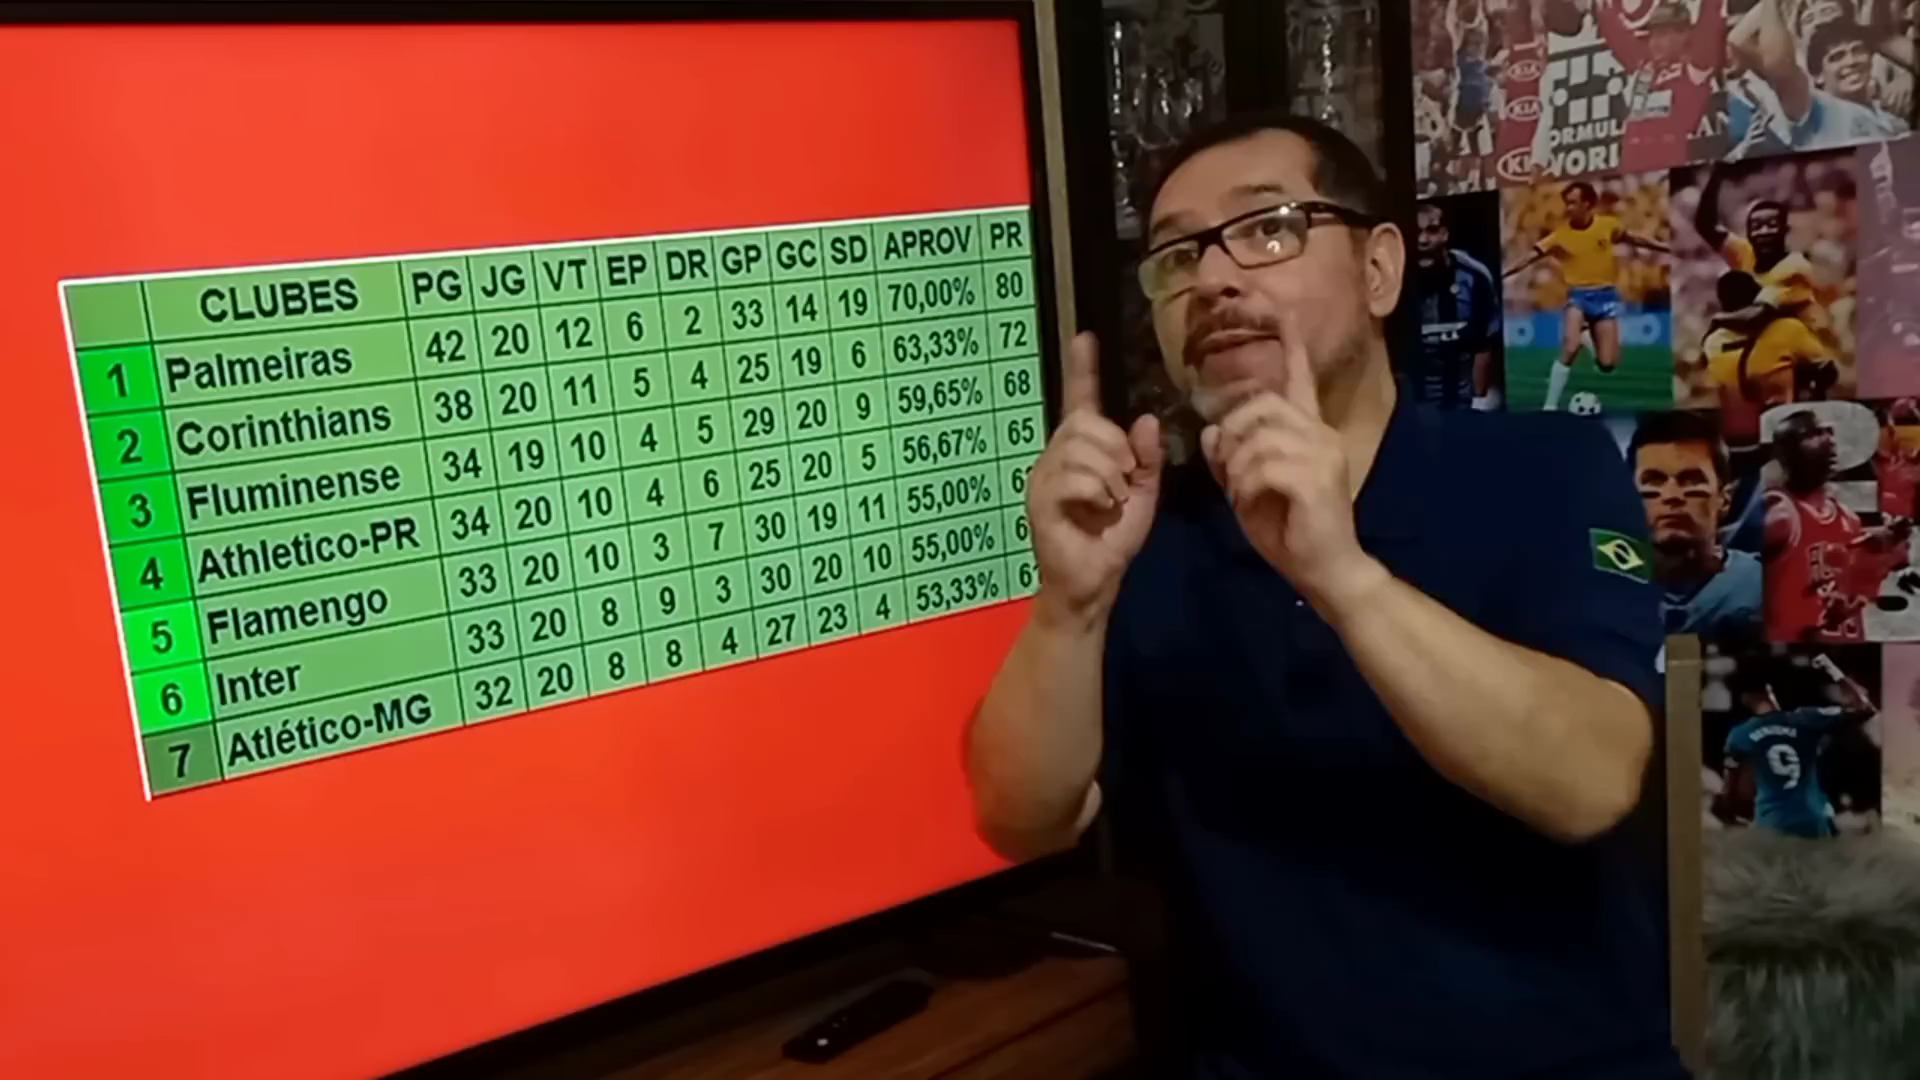 CLUBES PG JG VT EP DR GP GC SD APROV PR
1 Palmeiras 42 20 12 6 2 33 14 19 70,00% 80
2 Corinthians 38 20 11 5 4 25 19 6 63,33% 72
3 Fluminense 34 19 10 4 5 29 20 9 59,65% 68
4 Athletico-PR 34 20 10 4 6 25 20 5 56,67% 65
5 Flamengo 33 20 10 3 7 30 19 11 55,00%
6 Inter 33 20 8 9 3 30 20 10 55,00%
7 Atlético-MG 32 20 8 8 4 27 23 4 53,33% 61
KIA
KIA
9